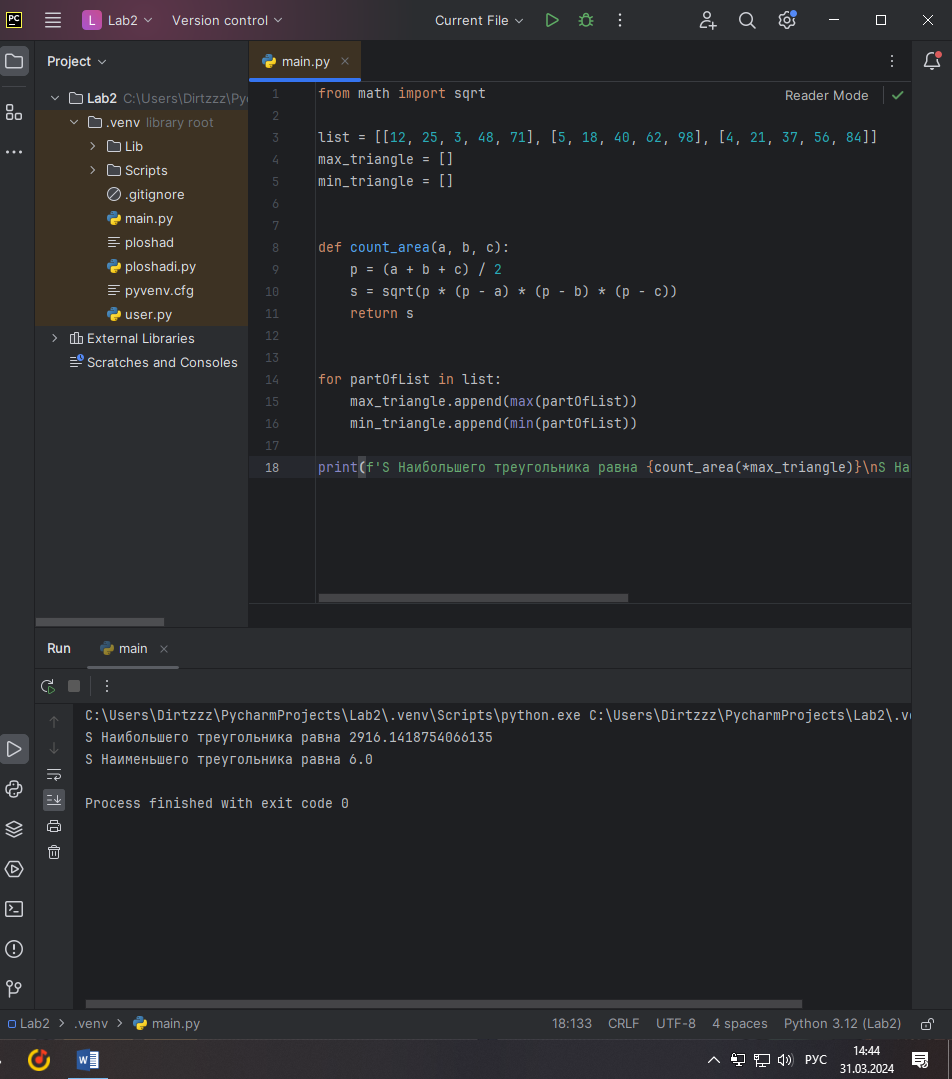 PC L Lab2 Version control Current File
Project
main.py
Lab2 C:\Users\Dirtzzz\Pyc
.venv library root
Lib
Scripts
.gitignore
main.py
ploshad
ploshadi.py
pyvenv.cfg
user.py
External Libraries
Scratches and Consoles
Reader Mode
1 from math import sqrt
2
3 list = [[12, 25, 3, 48, 71], [5, 18, 40, 62, 98], [4, 21, 37, 56, 84]]
4 max_triangle = []
5 min_triangle = []
6
7
8 def count_area(a, b, c):
9     p = (a + b + c) / 2
10     s = sqrt(p * (p - a) * (p - b) * (p - c))
11     return s
12
13
14 for partOfList in list:
15     max_triangle.append(max(partOfList))
16     min_triangle.append(min(partOfList))
17
18 print(f'S Наибольшего треугольника равна {count_area(*max_triangle)}\nS На
Run main
C:\Users\Dirtzzz\PycharmProjects\Lab2\.venv\Scripts\python.exe C:\Users\Dirtzzz\PycharmProjects\Lab2\.ve
S Наибольшего треугольника равна 2916.1418754066135
S Наименьшего треугольника равна 6.0
Process finished with exit code 0
Lab2 > .venv > main.py 18:133 CRLF UTF-8 4 spaces Python 3.12 (Lab2)
W РУС 14:44
31.03.2024